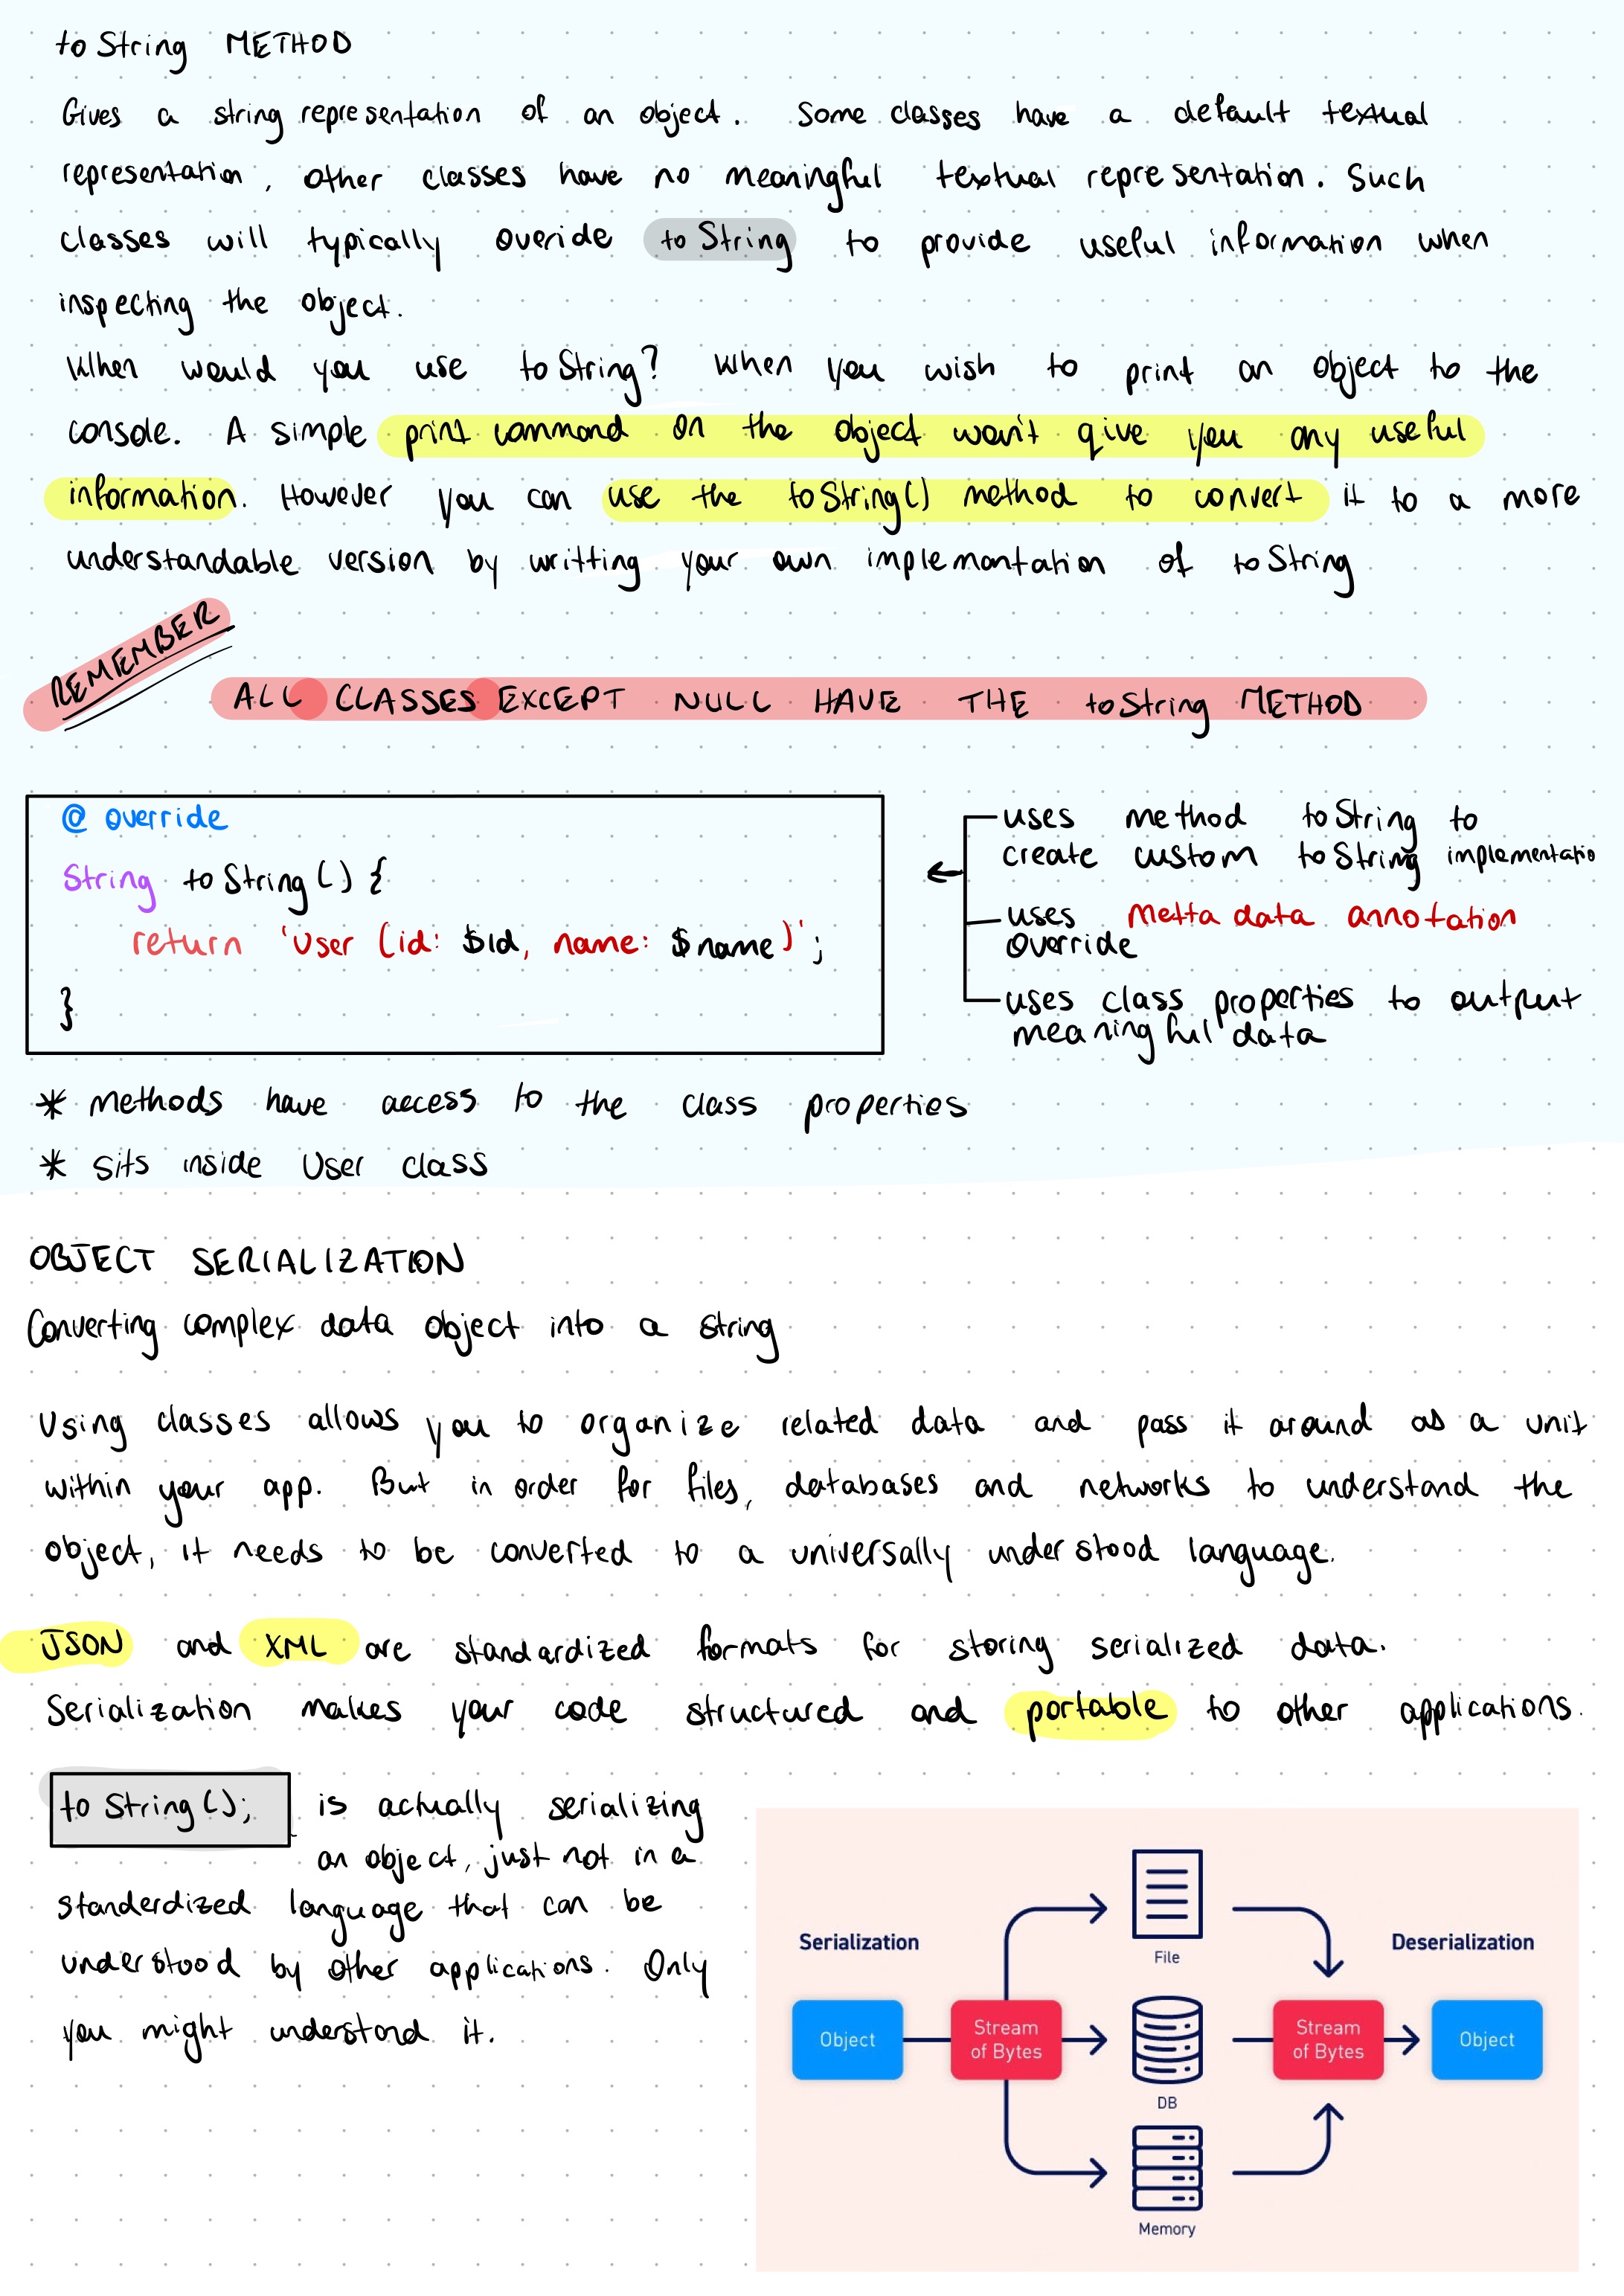 toString METHOD
Gives a string representation of an object. Some classes have a default textual
representation, other classes have no meaningful textual representation. Such
classes will typically overide toString to provide useful information when
inspecting the object.
When would you use toString? When you wish to print an object to the
console. A simple print command on the object won't give you any useful
information. However you can use the toString() method to convert it to a more
understandable version by writting your own implemantation of toString
REMEMBER
ALL CLASSES EXCEPT NULL HAVE THE toString METHOD
@ override
String toString() {
return 'User (id: $id, name: $name)';
}
uses method toString to
create custom toString implementatio
uses Metta data annotation
override
uses class properties to output
meaningful data
* methods have access to the class properties
* sits inside User class
OBJECT SERIALIZATION
Converting complex data object into a string
Using classes allows you to organize related data and pass it around as a unit
within your app. But in order for files, databases and networks to understand the
object, it needs to be converted to a universally understood language.
JSON and XML are standardized formats for storing serialized data.
Serialization makes your code structured and portable to other applications.
toString(); is actually serializing
an object, just not in a
standerdized language that can be
understood by other applications. Only
you might understand it.
Serialization
Deserialization
File
Object
Stream
of Bytes
DB
Stream
of Bytes
Object
Memory